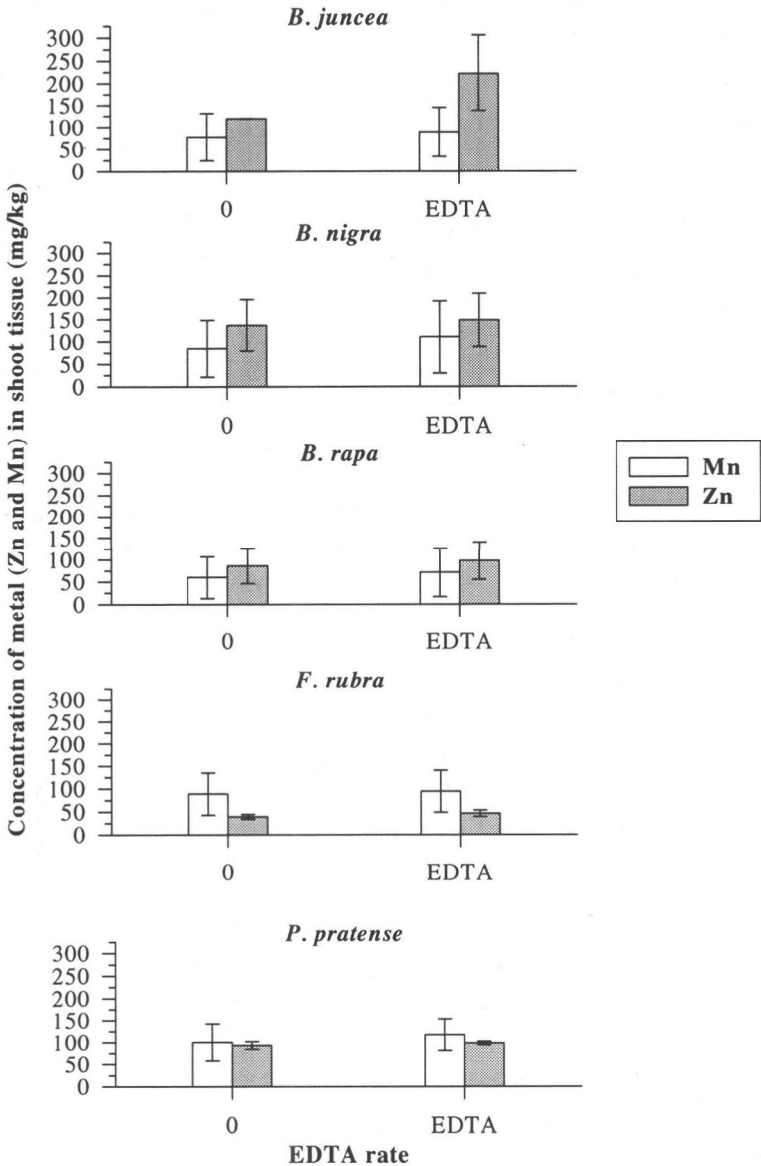 B. juncea
300
250
200
150
100
50
0
0 EDTA
B. nigra
300
250
200
150
100
50
0
0 EDTA
B. rapa
300
250
200
150
100
50
0
0 EDTA
F. rubra
300
250
200
150
100
50
0
0 EDTA
P. pratense
300
250
200
150
100
50
0
0 EDTA
EDTA rate
Concentration of metal (Zn and Mn) in shoot tissue (mg/kg)
Mn
Zn